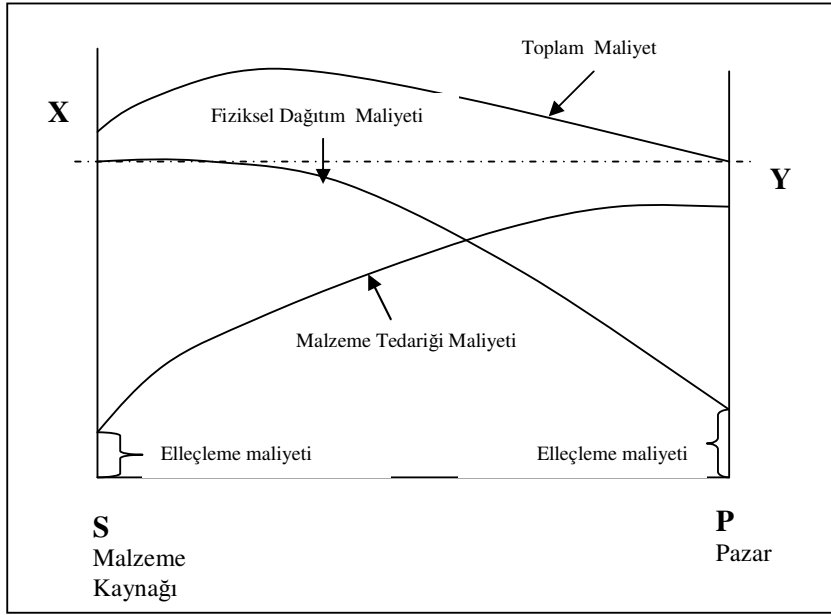 Toplam Maliyet
X
Fiziksel Dağıtım Maliyeti
Y
Malzeme Tedariği Maliyeti
Elleçleme maliyeti
Elleçleme maliyeti
S
Malzeme
Kaynağı
P
Pazar